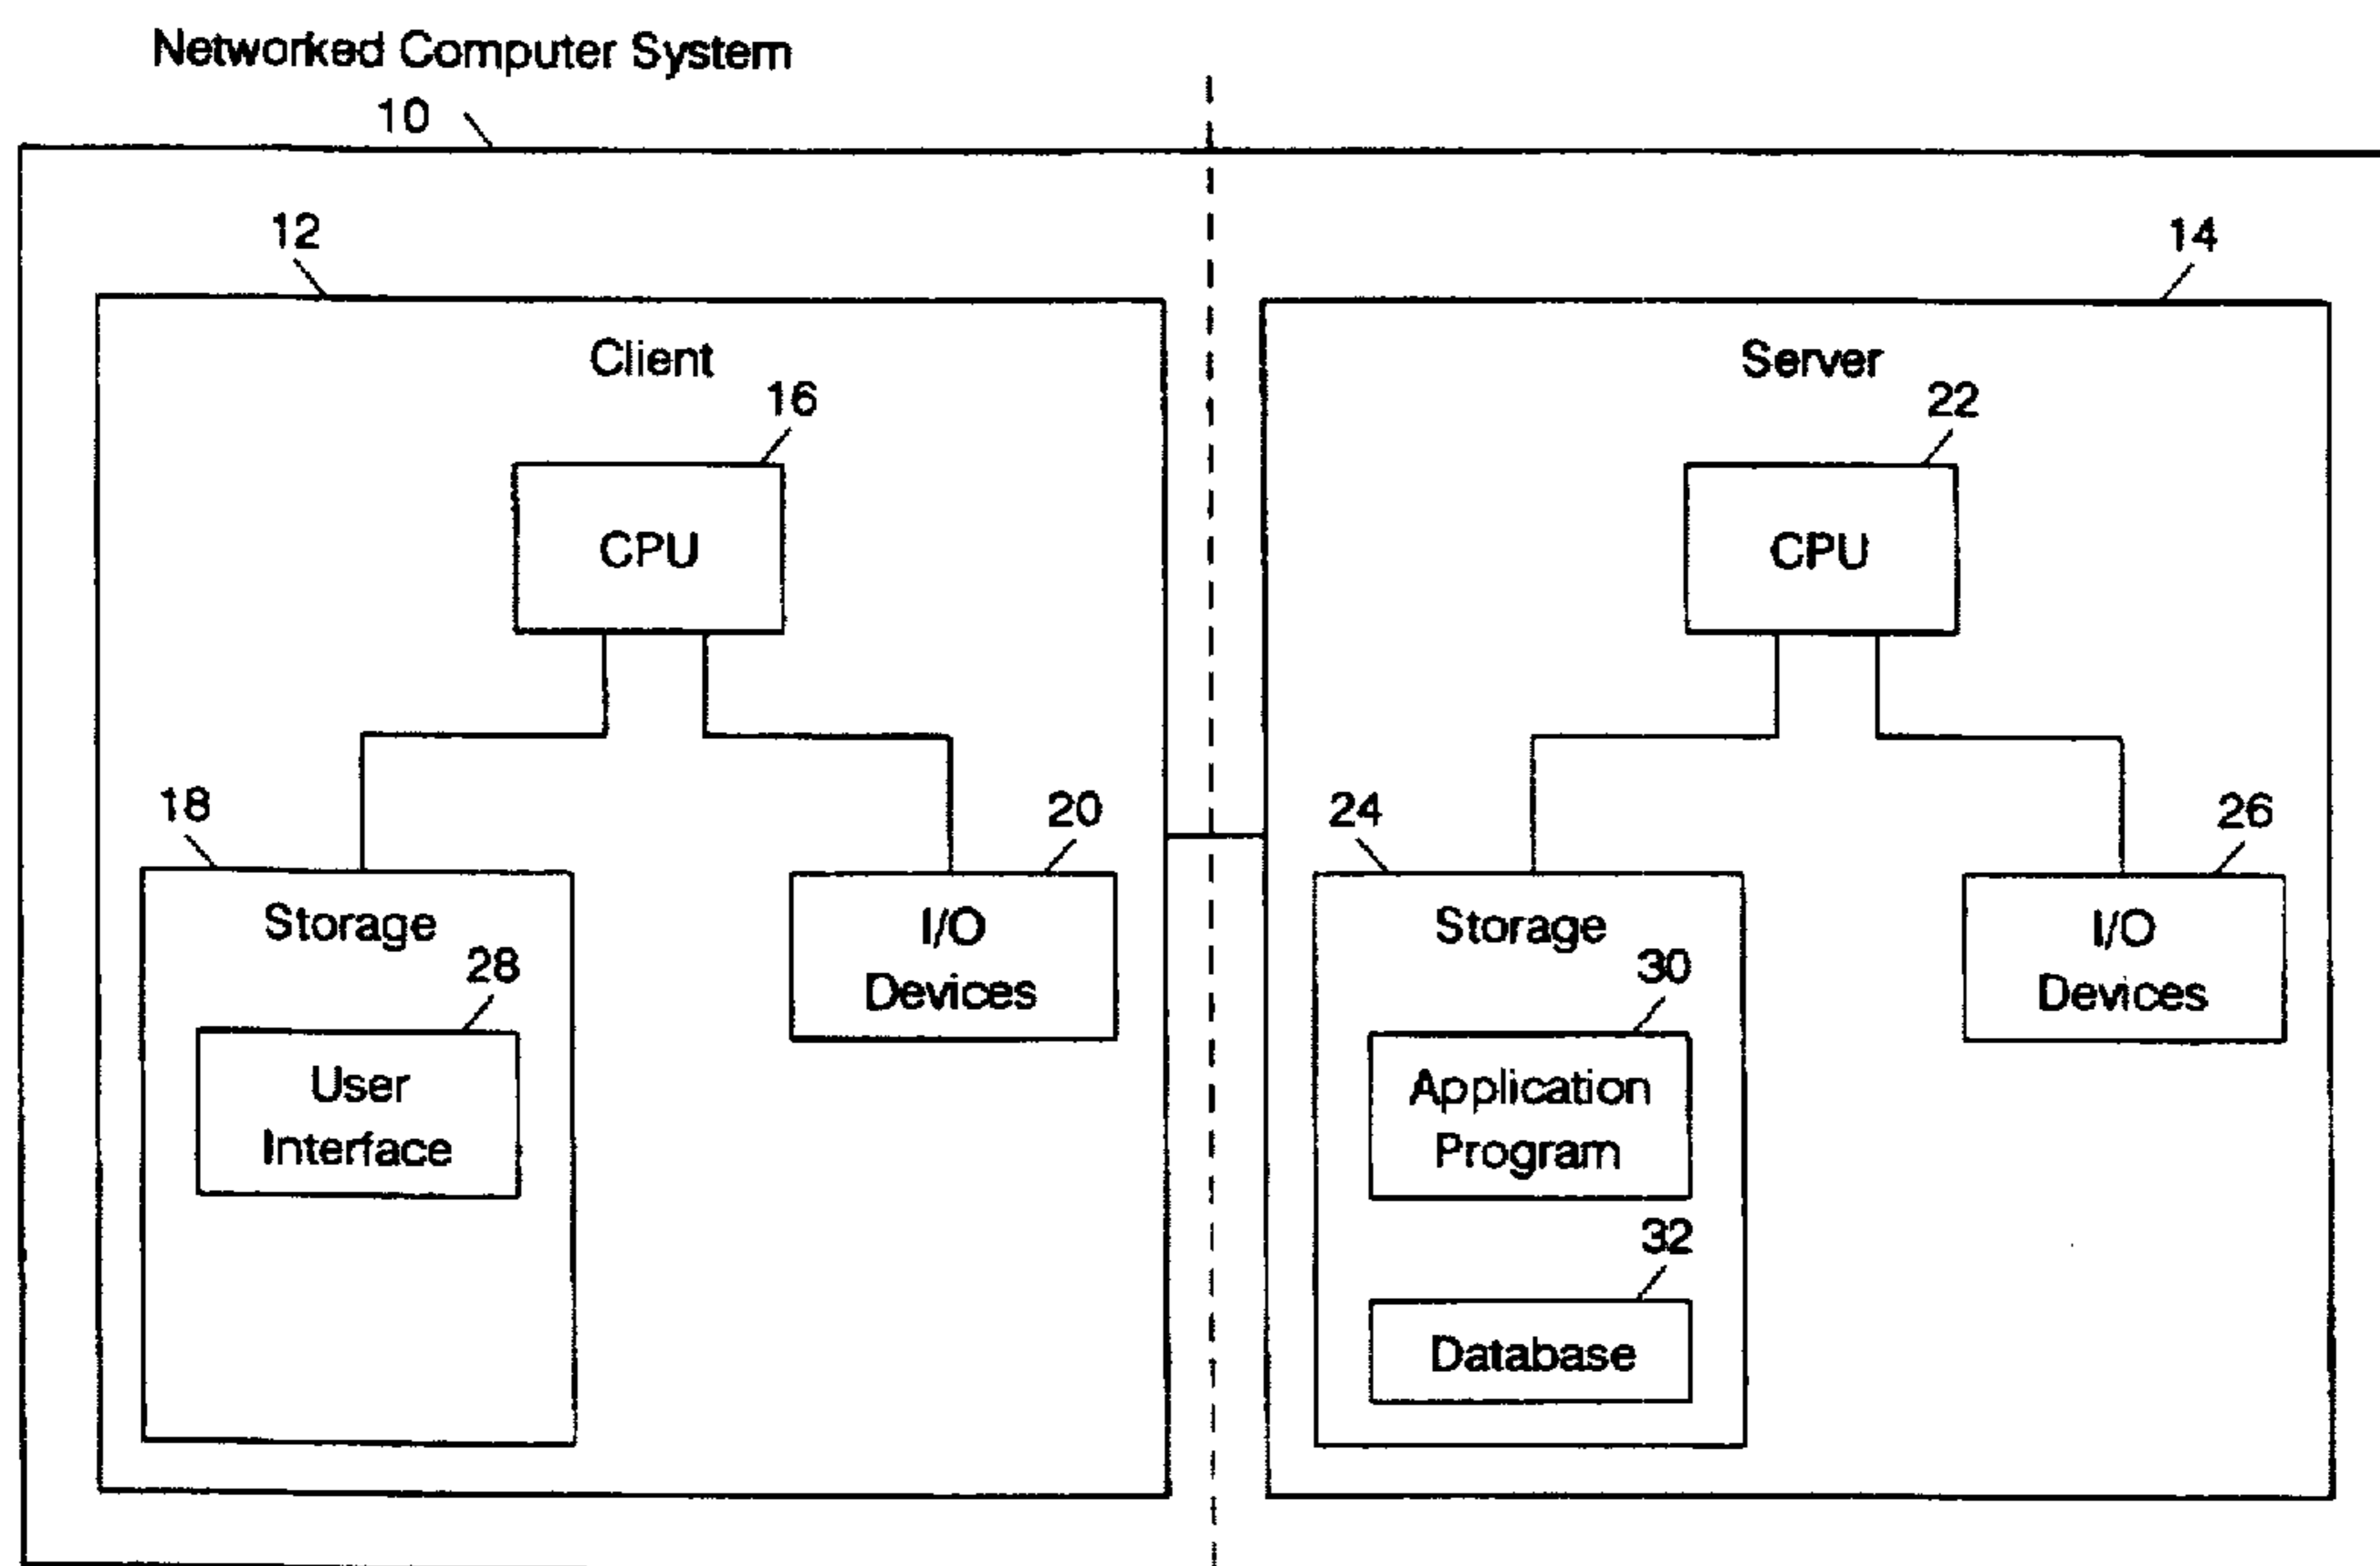 Networked Computer System
10
12
14
Client
Server
16
22
CPU
CPU
18
20
24
26
Storage
I/O
Devices
Storage
I/O
Devices
28
30
User
Interface
Application
Program
32
Database